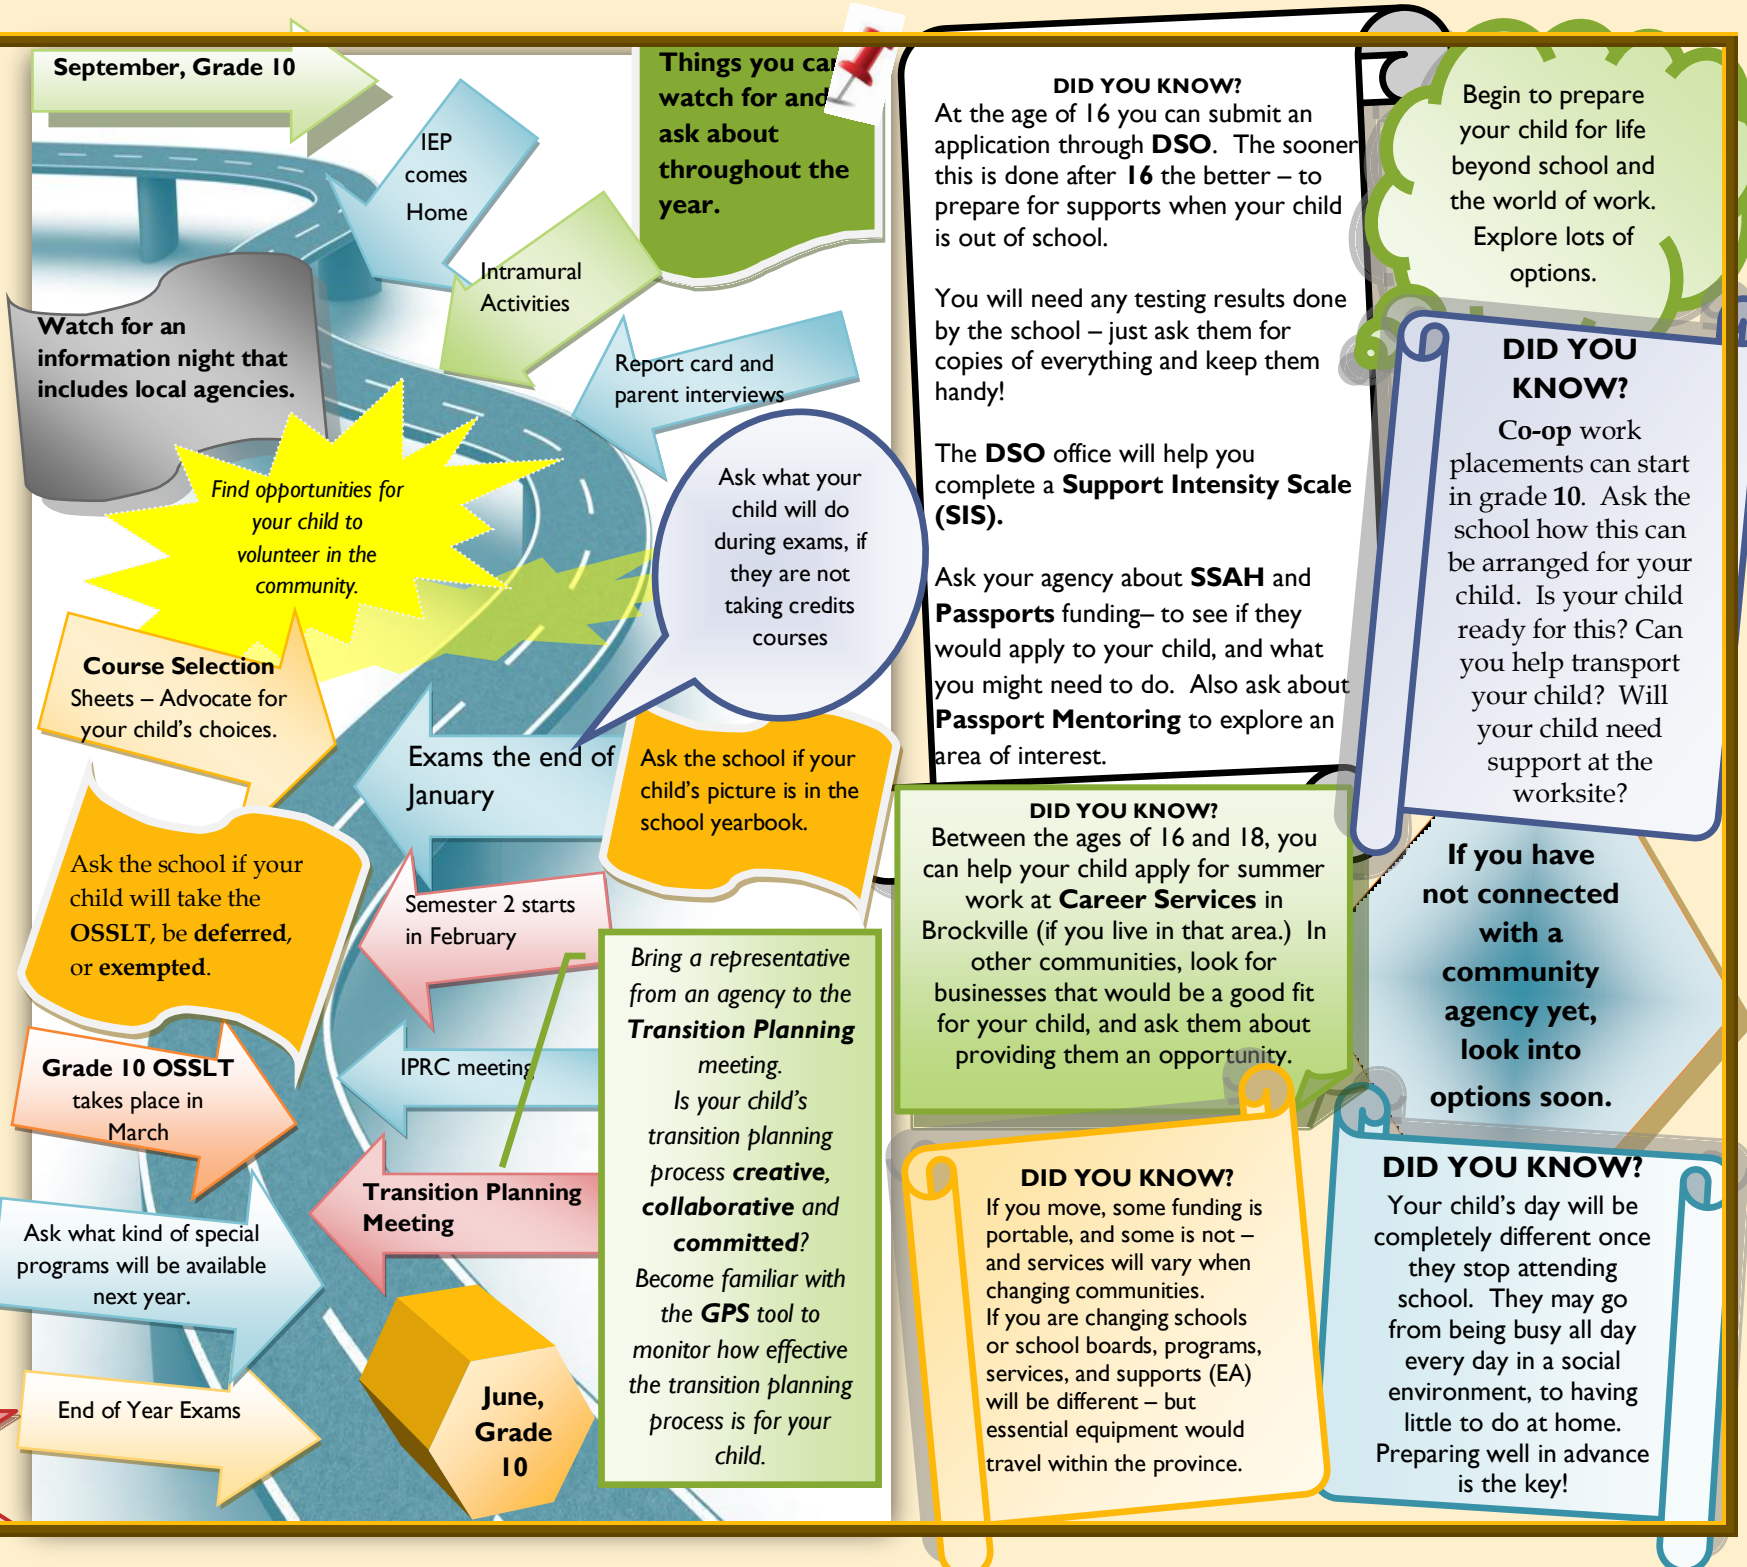 September, Grade 10
IEP
comes
Home
Things you can
watch for and
ask about
throughout the
year.
Intramural
Activities
Watch for an
information night that
includes local agencies.
Report card and
parent interviews
Find opportunities for
your child to
volunteer in the
community.
Ask what your
child will do
during exams, if
they are not
taking credits
courses
Course Selection
Sheets – Advocate for
your child's choices.
Exams the end of
January
Ask the school if your
child's picture is in the
school yearbook.
Ask the school if your
child will take the
OSSLT, be deferred,
or exempted.
Semester 2 starts
in February
Grade 10 OSSLT
takes place in
March
IPRC meeting
Transition Planning
Meeting
Bring a representative
from an agency to the
Transition Planning
meeting.
Is your child's
transition planning
process creative,
collaborative and
committed?
Become familiar with
the GPS tool to
monitor how effective
the transition planning
process is for your
child.
Ask what kind of special
programs will be available
next year.
End of Year Exams
June,
Grade
10
DID YOU KNOW?
At the age of 16 you can submit an
application through DSO.  The sooner
this is done after 16 the better – to
prepare for supports when your child
is out of school.
You will need any testing results done
by the school – just ask them for
copies of everything and keep them
handy!
The DSO office will help you
complete a Support Intensity Scale
(SIS).
Ask your agency about SSAH and
Passports funding– to see if they
would apply to your child, and what
you might need to do.  Also ask about
Passport Mentoring to explore an
area of interest.
Begin to prepare
your child for life
beyond school and
the world of work.
Explore lots of
options.
DID YOU
KNOW?
Co-op work
placements can start
in grade 10.  Ask the
school how this can
be arranged for your
child.  Is your child
ready for this? Can
you help transport
your child?  Will
your child need
support at the
worksite?
DID YOU KNOW?
Between the ages of 16 and 18, you
can help your child apply for summer
work at Career Services in
Brockville (if you live in that area.)  In
other communities, look for
businesses that would be a good fit
for your child, and ask them about
providing them an opportunity.
If you have
not connected
with a
community
agency yet,
look into
options soon.
DID YOU KNOW?
If you move, some funding is
portable, and some is not –
and services will vary when
changing communities.
If you are changing schools
or school boards, programs,
services, and supports (EA)
will be different – but
essential equipment would
travel within the province.
DID YOU KNOW?
Your child's day will be
completely different once
they stop attending
school.  They may go
from being busy all day
every day in a social
environment, to having
little to do at home.
Preparing well in advance
is the key!